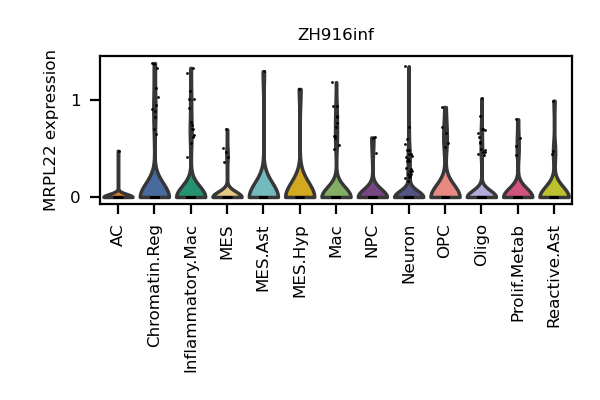 ZH916inf
MRPL22 expression
1
0
AC
Chromatin.Reg
Inflammatory.Mac
MES
MES.Ast
MES.Hyp
Mac
NPC
Neuron
OPC
Oligo
Prolif.Metab
Reactive.Ast